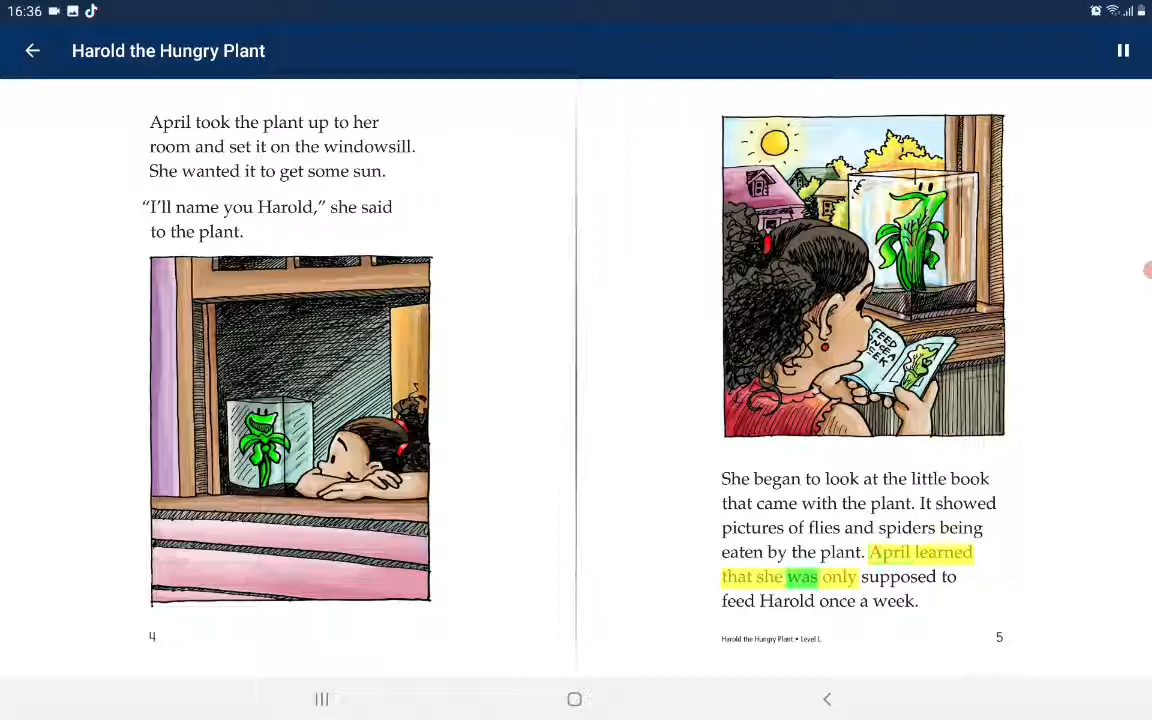 16:36
Harold the Hungry Plant
April took the plant up to her
room and set it on the windowsill.
She wanted it to get some sun.
“I’ll name you Harold,” she said
to the plant.
4
FEED
ONCE A
WEEK
She began to look at the little book
that came with the plant. It showed
pictures of flies and spiders being
eaten by the plant. April learned
that she was only supposed to
feed Harold once a week.
Harold the Hungry Plant • Level L
5